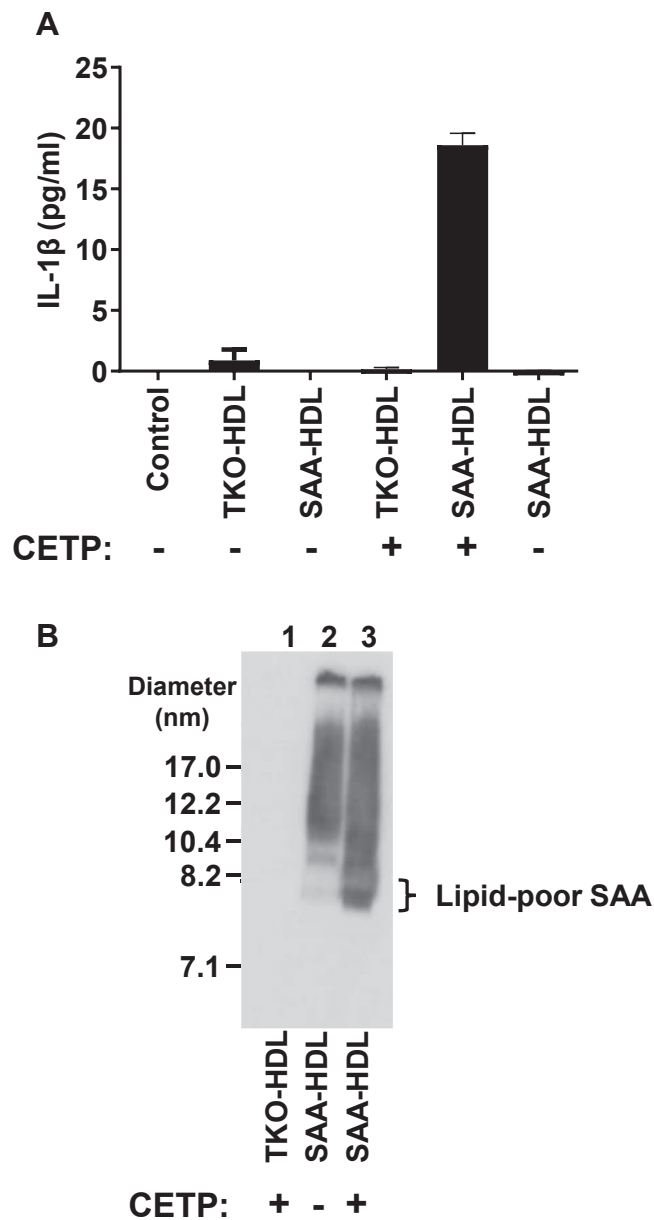 A
25
20
15
10
5
0
IL-1β (pg/ml)
Control
TKO-HDL
SAA-HDL
TKO-HDL
SAA-HDL
SAA-HDL
CETP: - - - + + -
B
1 2 3
Diameter
(nm)
17.0
12.2
10.4
8.2
7.1
Lipid-poor SAA
TKO-HDL
SAA-HDL
SAA-HDL
CETP: + - +